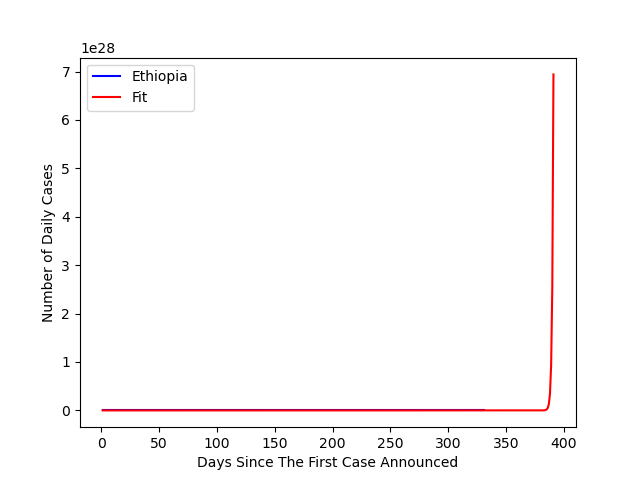 1e28
7
6
5
4
3
2
1
0
Number of Daily Cases
Ethiopia
Fit
0 50 100 150 200 250 300 350 400
Days Since The First Case Announced